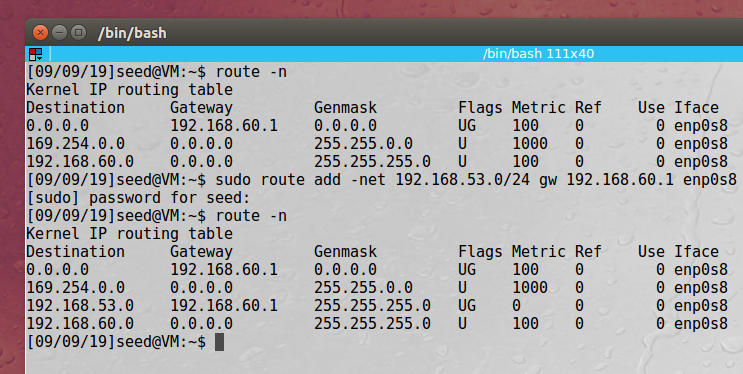 /bin/bash
/bin/bash 111x40
[09/09/19]seed@VM:~$ route -n
Kernel IP routing table
Destination     Gateway         Genmask         Flags Metric Ref    Use Iface
0.0.0.0         192.168.60.1    0.0.0.0         UG    100    0        0 enp0s8
169.254.0.0     0.0.0.0         255.255.0.0     U     1000   0        0 enp0s8
192.168.60.0    0.0.0.0         255.255.255.0   U     100    0        0 enp0s8
[09/09/19]seed@VM:~$ sudo route add -net 192.168.53.0/24 gw 192.168.60.1 enp0s8
[sudo] password for seed:
[09/09/19]seed@VM:~$ route -n
Kernel IP routing table
Destination     Gateway         Genmask         Flags Metric Ref    Use Iface
0.0.0.0         192.168.60.1    0.0.0.0         UG    100    0        0 enp0s8
169.254.0.0     0.0.0.0         255.255.0.0     U     1000   0        0 enp0s8
192.168.53.0    192.168.60.1    255.255.255.0   UG    0      0        0 enp0s8
192.168.60.0    0.0.0.0         255.255.255.0   U     100    0        0 enp0s8
[09/09/19]seed@VM:~$